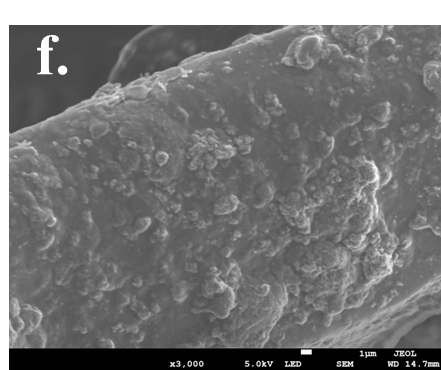 f.
1µm JEOL
x3,000 5.0kV LED SEM WD 14.7mm